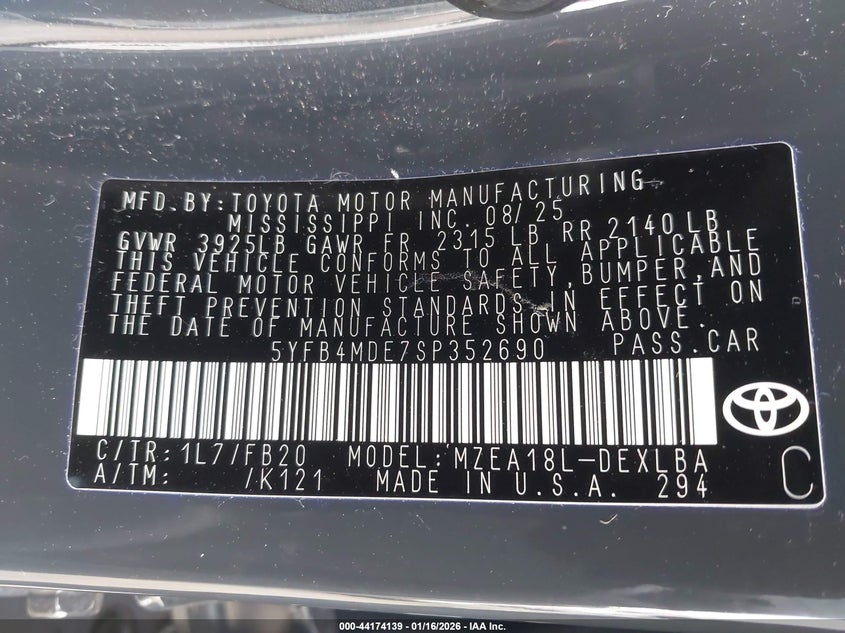 MFD. BY: TOYOTA MOTOR MANUFACTURING
MISSISSIPPI INC. 08/25
GVWR 3925LB GAWR FR 2315 LB RR 2140 LB
THIS VEHICLE CONFORMS TO ALL APPLICABLE
FEDERAL MOTOR VEHICLE SAFETY, BUMPER, AND
THEFT PREVENTION STANDARDS IN EFFECT ON
THE DATE OF MANUFACTURE SHOWN ABOVE.
5YFB4MDE7SP352690 PASS.CAR
C/TR: 1L7/FB20 MODEL: MZEA18L-DEXLBA
A/TM: /K121 MADE IN U.S.A. 294
C
000-44174139 - 01/16/2026 - IAA Inc.